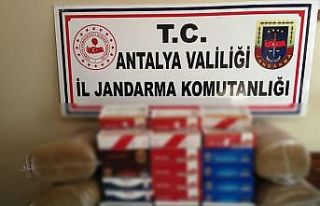 T.C.
ANTALYA VALİLİĞİ
İL JANDARMA KOMUTANLIĞI